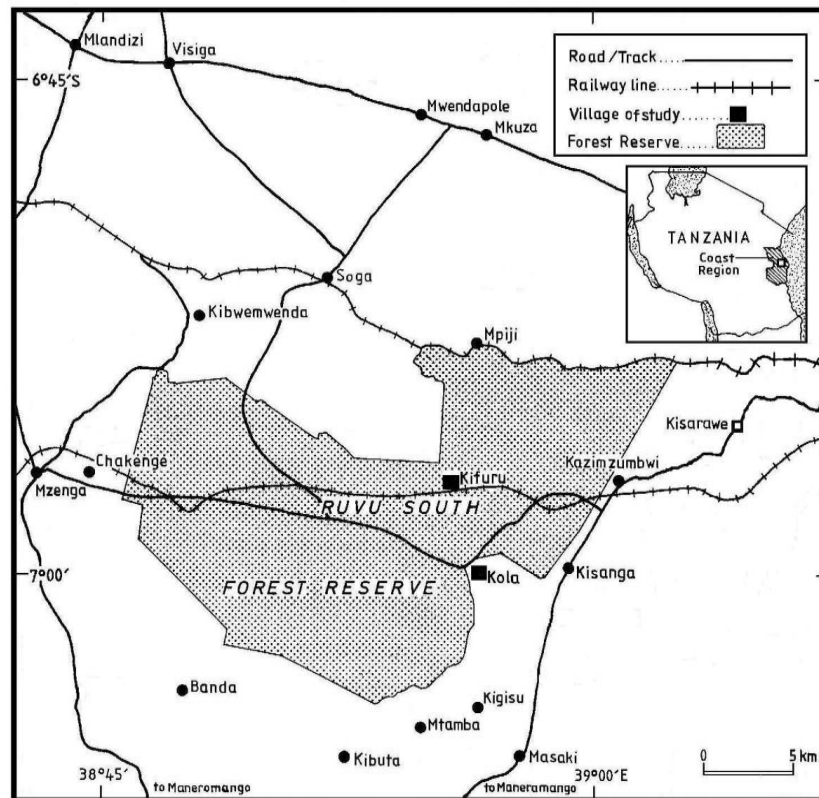 Mlandizi
Visiga
6°45'S
Mwendapole
Mkuza
Road/Track
Railway line
Village of study
Forest Reserve
TANZANIA
Coast
Region
Soga
Kibwemwenda
Mpiji
Kisarawe
Chakenge
Kazimzumbwi
Mzenga
Kifuru
RUVU SOUTH
7°00'
Kola
Kisanga
FOREST RESERVE
Banda
Kigisu
Mtamba
Kibuta
Masaki
0 5 km
38°45'
39°00'E
to Maneromango
to Maneramango